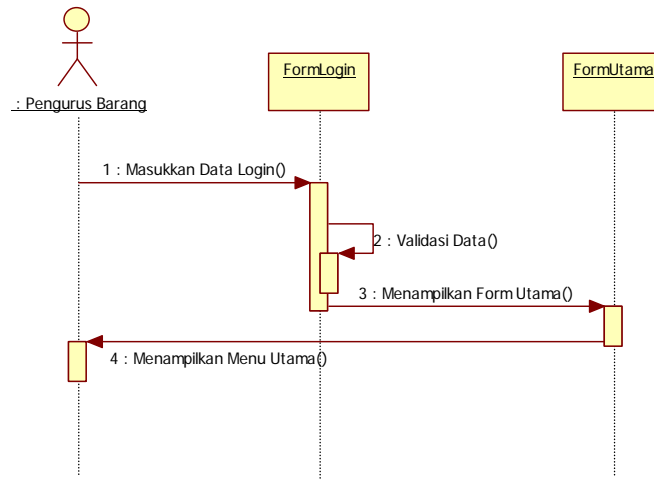 FormLogin
FormUtama
: Pengurus Barang
1 : Masukkan Data Login()
2 : Validasi Data()
3 : Menampilkan Form Utama()
4 : Menampilkan Menu Utama()